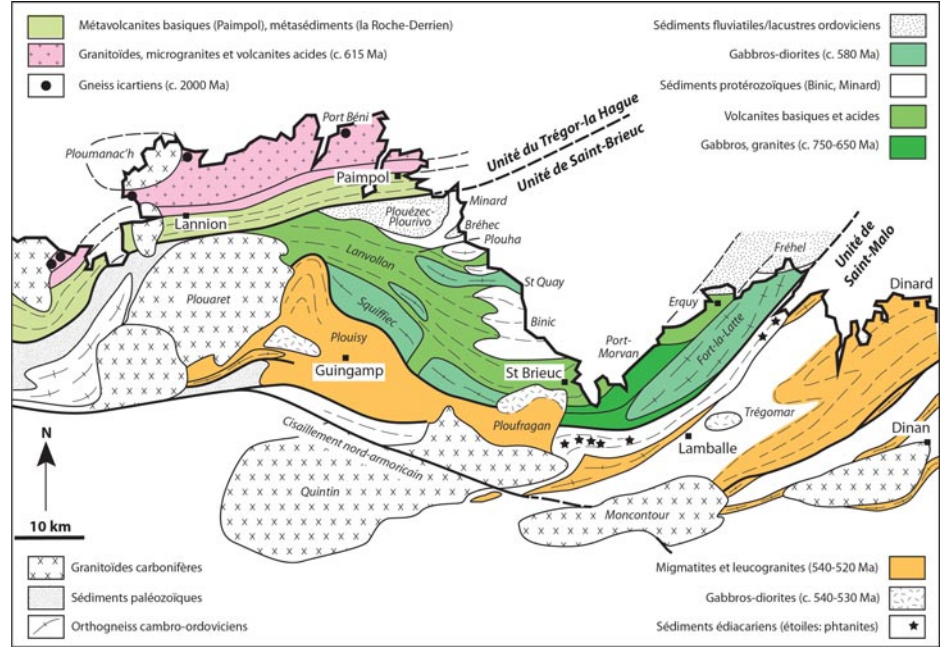 Métavolcanites basiques (Paimpol), métasédiments (la Roche-Derrien)
Granitoïdes, microgranites et volcanites acides (c. 615 Ma)
Gneiss icartiens (c. 2000 Ma)
Sédiments fluviatiles/lacustres ordoviciens
Gabbros-diorites (c. 580 Ma)
Sédiments protérozoïques (Binic, Minard)
Volcanites basiques et acides
Gabbros, granites (c. 750-650 Ma)
Port Béni
Ploumanac'h
Unité du Trégor-la Hague
Unité de Saint-Brieuc
Paimpol
Minard
Lannion
Plouézec-
Plourivo
Bréhec
Plouha
Lanvollon
St Quay
Fréhel
Unité de
Saint-Malo
Dinard
Plouaret
Squiffiec
Binic
Erquy
Fort-la-Latte
Plouisy
Guingamp
Port-
Morvan
St Brieuc
Ploufragan
Trégomar
Lamballe
Dinan
Cisaillement nord-armoricain
Quintin
Moncontour
N
10 km
Granitoïdes carbonifères
Sédiments paléozoïques
Orthogneiss cambro-ordoviciens
Migmatites et leucogranites (540-520 Ma)
Gabbros-diorites (c. 540-530 Ma)
Sédiments édiacariens (étoiles: phtanites)